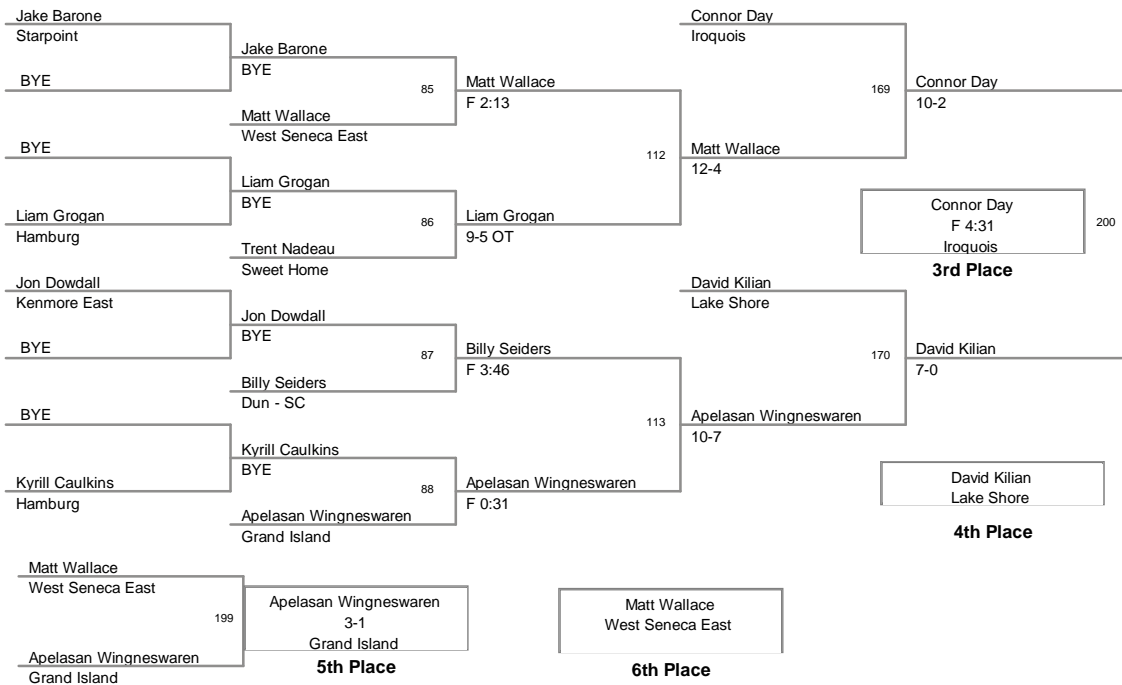 Jake Barone
Starpoint
BYE
BYE
Liam Grogan
Hamburg
Jon Dowdall
Kenmore East
BYE
BYE
Kyrill Caulkins
Hamburg
Jake Barone
BYE
85
Matt Wallace
West Seneca East
Liam Grogan
BYE
86
Trent Nadeau
Sweet Home
Jon Dowdall
BYE
87
Billy Seiders
Dun - SC
Kyrill Caulkins
BYE
88
Apelasan Wingneswaren
Grand Island
Matt Wallace
F 2:13
112
Liam Grogan
9-5 OT
Billy Seiders
F 3:46
113
Apelasan Wingneswaren
F 0:31
Connor Day
Iroquois
169
Matt Wallace
12-4
David Kilian
Lake Shore
170
Apelasan Wingneswaren
10-7
Connor Day
10-2
Connor Day
F 4:31
Iroquois
200
3rd Place
David Kilian
7-0
David Kilian
Lake Shore
4th Place
Matt Wallace
West Seneca East
199
Apelasan Wingneswaren
Grand Island
Apelasan Wingneswaren
3-1
Grand Island
5th Place
Matt Wallace
West Seneca East
6th Place